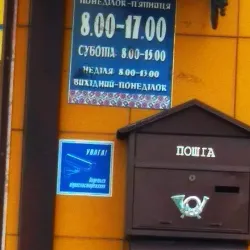 ПОНЕДІЛОК-П'ЯТНИЦЯ
8.00-17.00
СУБОТА 8.00-15.00
НЕДІЛЯ 8.00-13.00
ВИХІДНИЙ-ПОНЕДІЛОК
УВАГА!
ПОШТА